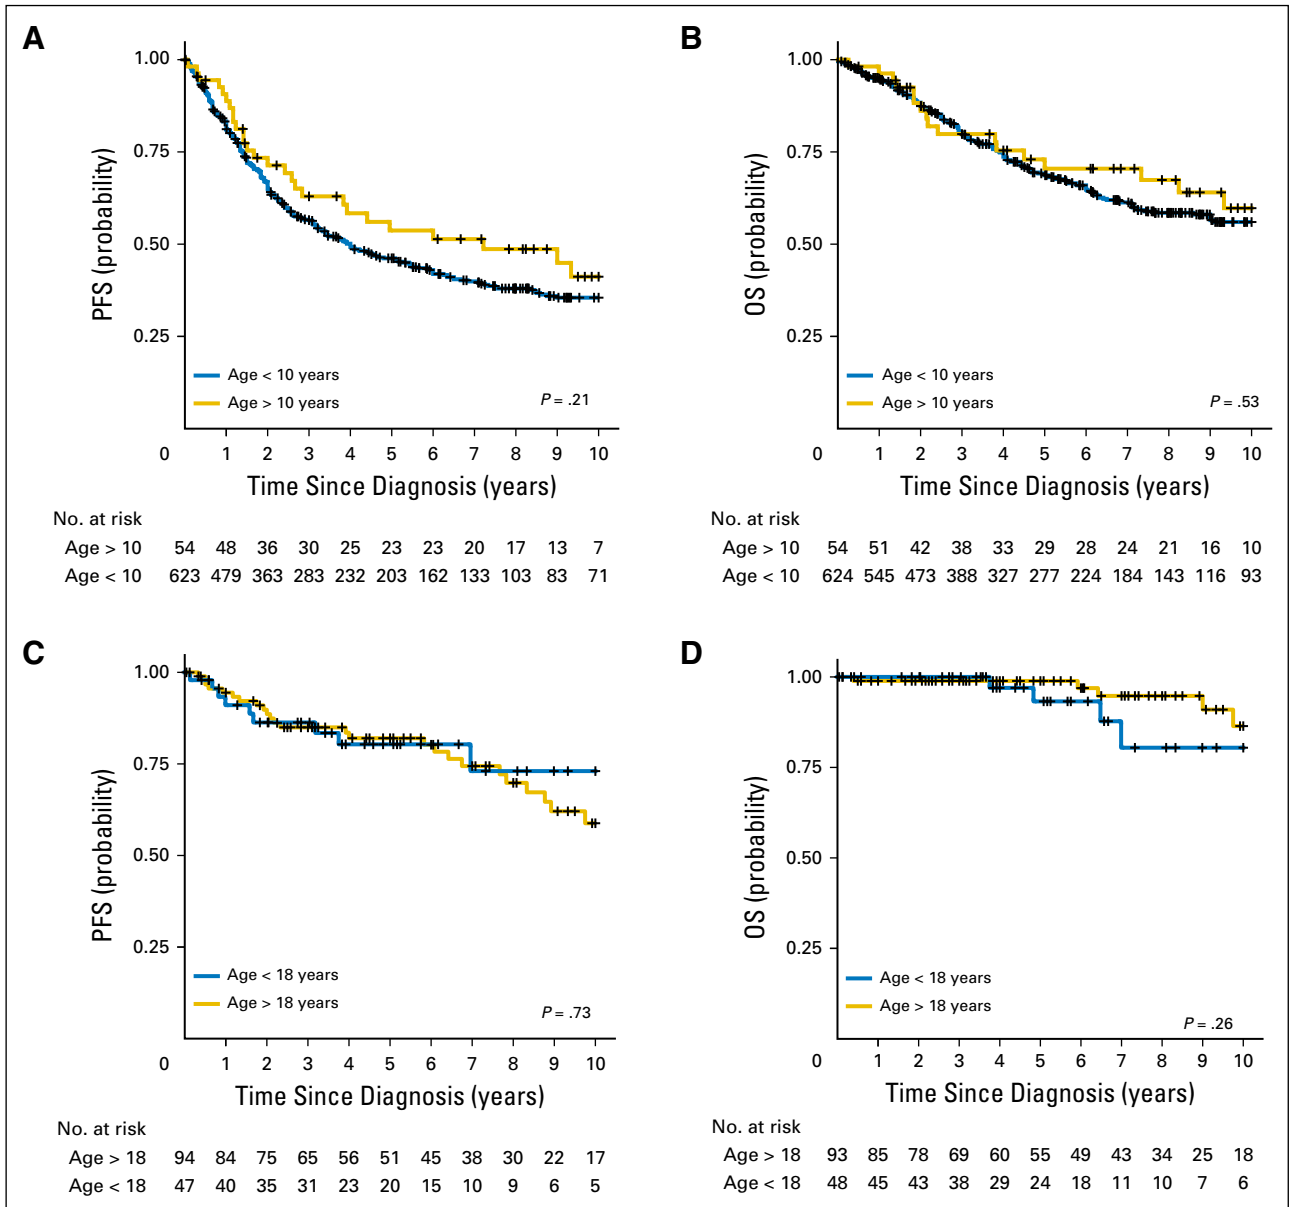 A
1.00
0.75
0.50
0.25
PFS (probability)
Age < 10 years
Age > 10 years
P = .21
0 1 2 3 4 5 6 7 8 9 10
Time Since Diagnosis (years)
No. at risk
Age > 10 54 48 36 30 25 23 23 20 17 13 7
Age < 10 623 479 363 283 232 203 162 133 103 83 71
B
1.00
0.75
0.50
0.25
OS (probability)
Age < 10 years
Age > 10 years
P = .53
0 1 2 3 4 5 6 7 8 9 10
Time Since Diagnosis (years)
No. at risk
Age > 10 54 51 42 38 33 29 28 24 21 16 10
Age < 10 624 545 473 388 327 277 224 184 143 116 93
C
1.00
0.75
0.50
0.25
PFS (probability)
Age < 18 years
Age > 18 years
P = .73
0 1 2 3 4 5 6 7 8 9 10
Time Since Diagnosis (years)
No. at risk
Age > 18 94 84 75 65 56 51 45 38 30 22 17
Age < 18 47 40 35 31 23 20 15 10 9 6 5
D
1.00
0.75
0.50
0.25
OS (probability)
Age < 18 years
Age > 18 years
P = .26
0 1 2 3 4 5 6 7 8 9 10
Time Since Diagnosis (years)
No. at risk
Age > 18 93 85 78 69 60 55 49 43 34 25 18
Age < 18 48 45 43 38 29 24 18 11 10 7 6